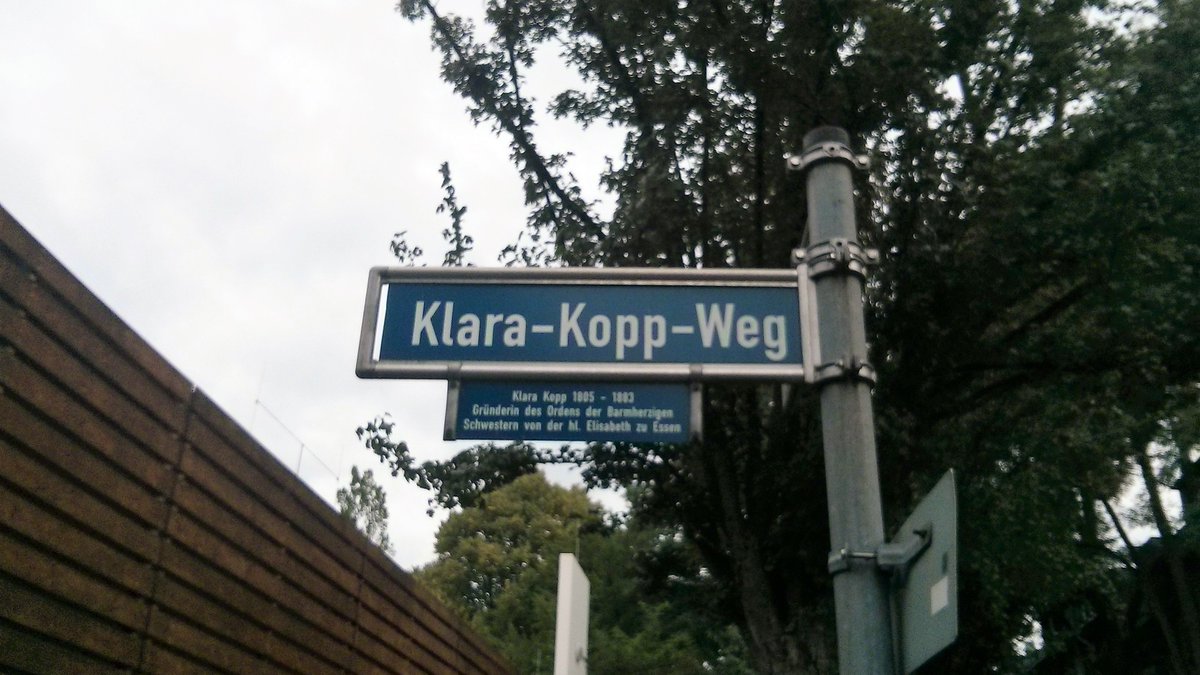 Klara-Kopp-Weg
Klara Kopp 1805 - 1883
Gründerin des Ordens der Barmherzigen
Schwestern von der hl. Elisabeth zu Essen